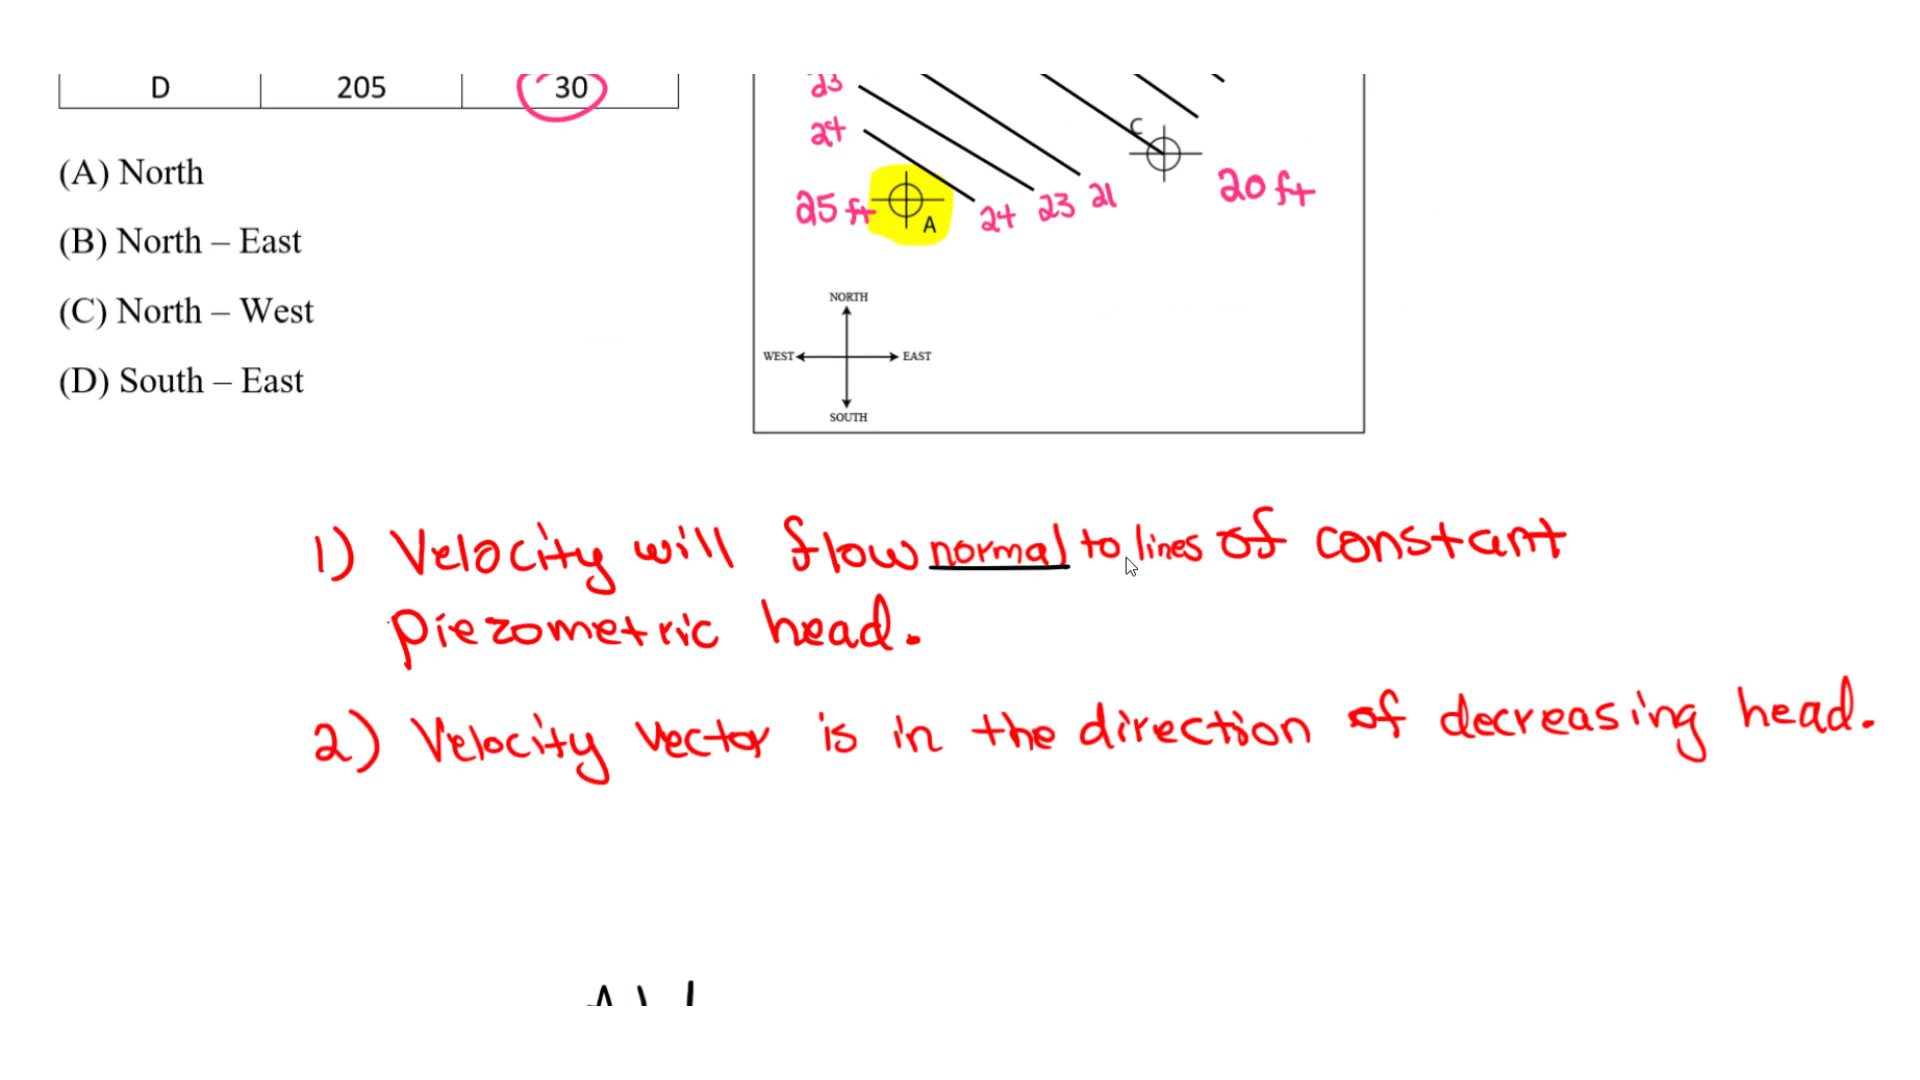 D 205 30
(A) North
(B) North – East
(C) North – West
(D) South – East
23
24
C
20 ft
25 ft
A
24 23 21
NORTH
WEST EAST
SOUTH
1) Velocity will flow normal to lines of constant
piezometric head.
2) Velocity vector is in the direction of decreasing head.